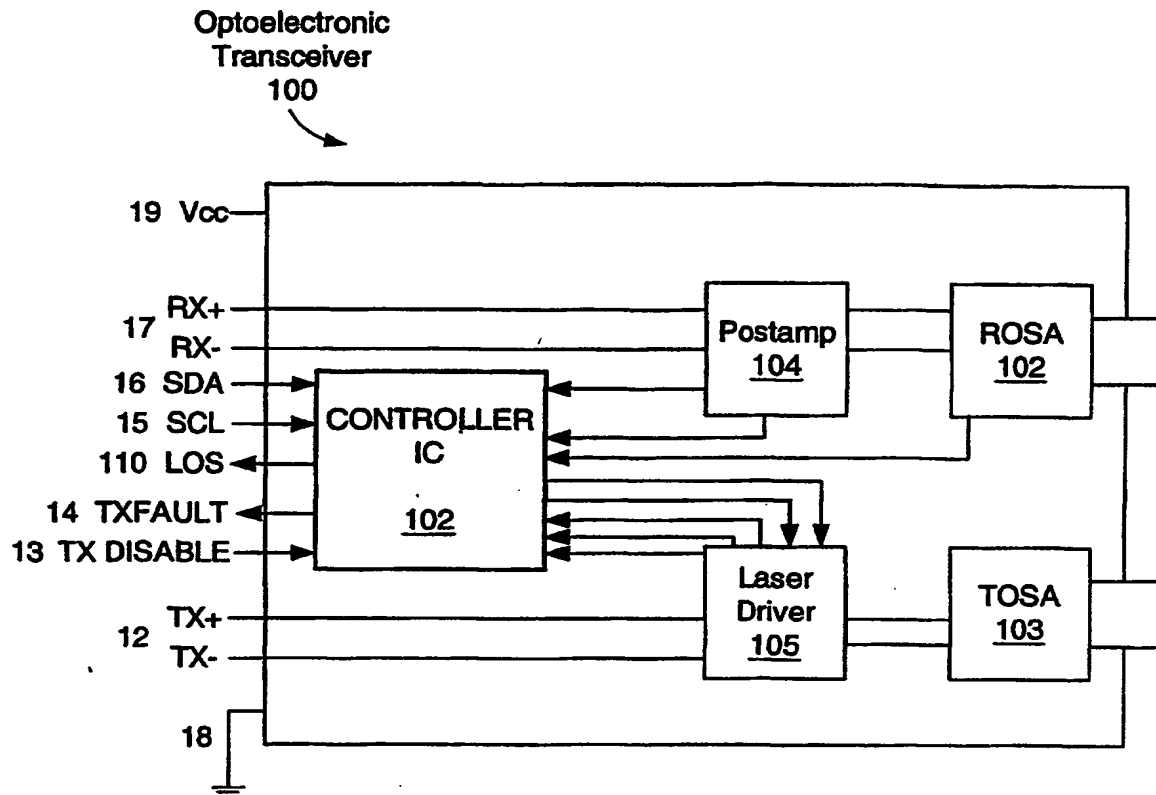 Optoelectronic
Transceiver
100
19 Vcc
17
RX+
RX-
16 SDA
15 SCL
110 LOS
14 TXFAULT
13 TX DISABLE
12
TX+
TX-
18
CONTROLLER
IC
102
Postamp
104
ROSA
102
Laser
Driver
105
TOSA
103